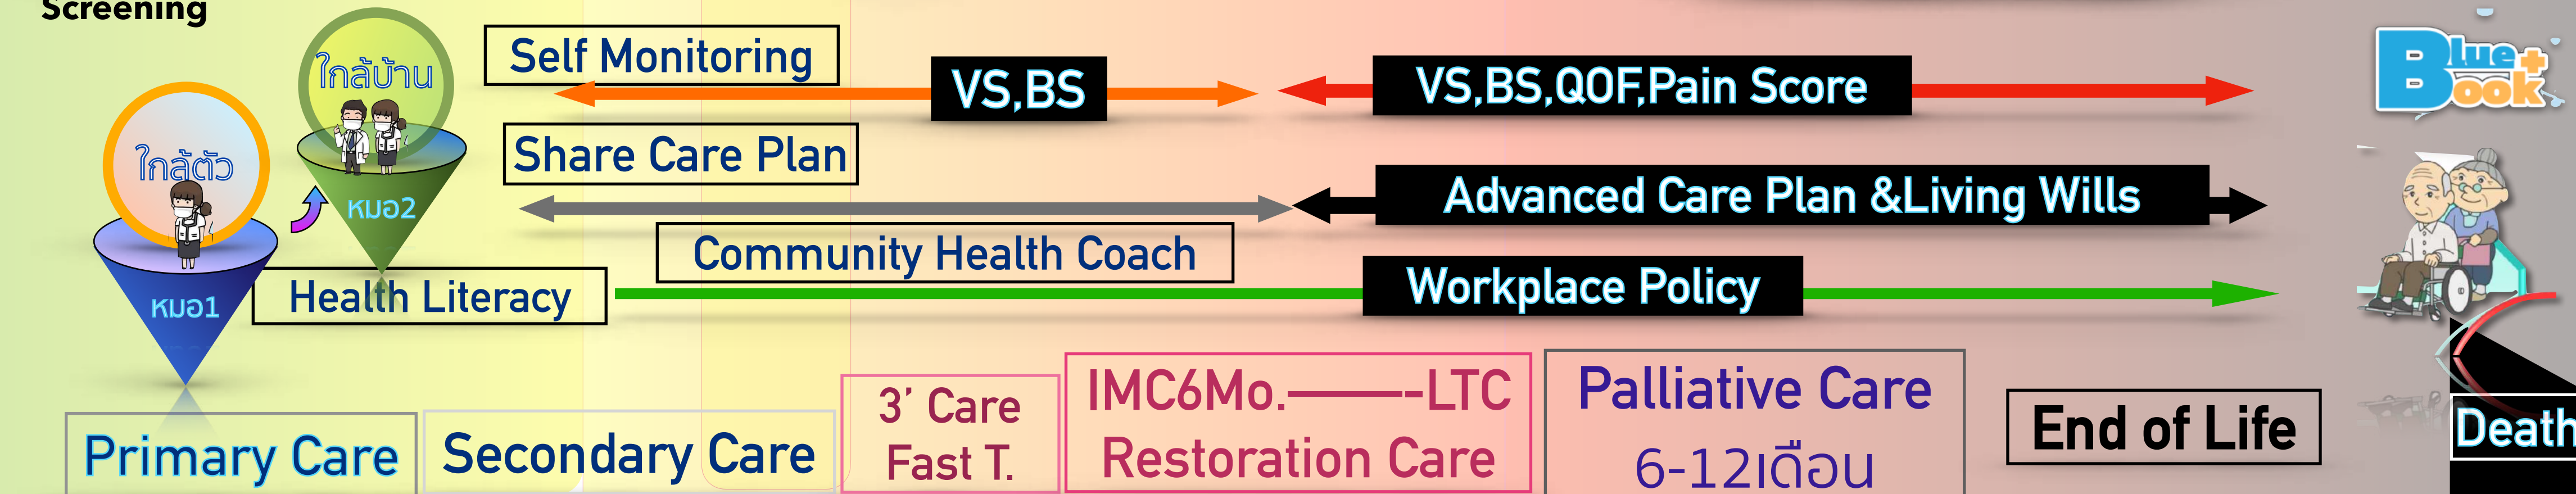 Screening
ใกล้ตัว
หมอ1
ใกล้บ้าน
หมอ2
Self Monitoring
VS,BS
VS,BS,QOF,Pain Score
Share Care Plan
Advanced Care Plan &Living Wills
Community Health Coach
Health Literacy
Workplace Policy
Blue+
Book
Primary Care
Secondary Care
3' Care
Fast T.
IMC6Mo.———-LTC
Restoration Care
Palliative Care
6-12เดือน
End of Life
Death